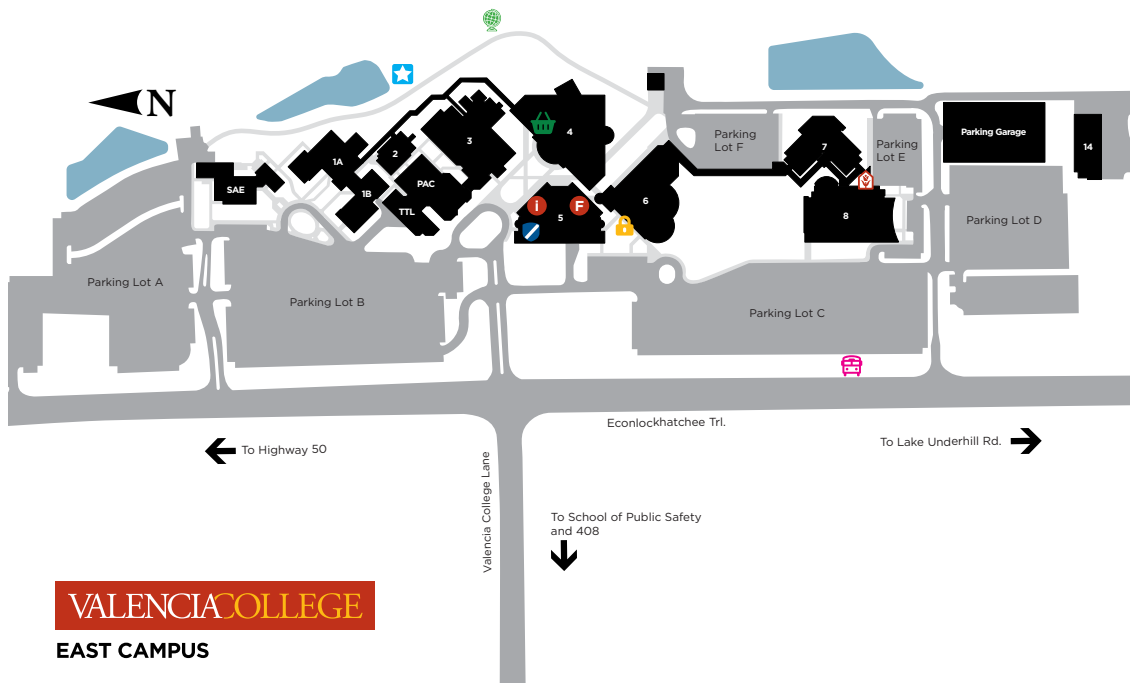 N
Parking
Lot F
Parking
Lot E
Parking Garage
14
1A
2
3
4
7
SAE
1B
PAC
TTL
i
F
5
6
8
Parking Lot D
Parking Lot A
Parking Lot B
Parking Lot C
Econlockhatchee Trl.
To Highway 50
To Lake Underhill Rd.
Valencia College Lane
To School of Public Safety
and 408
VALENCIACOLLEGE
EAST CAMPUS